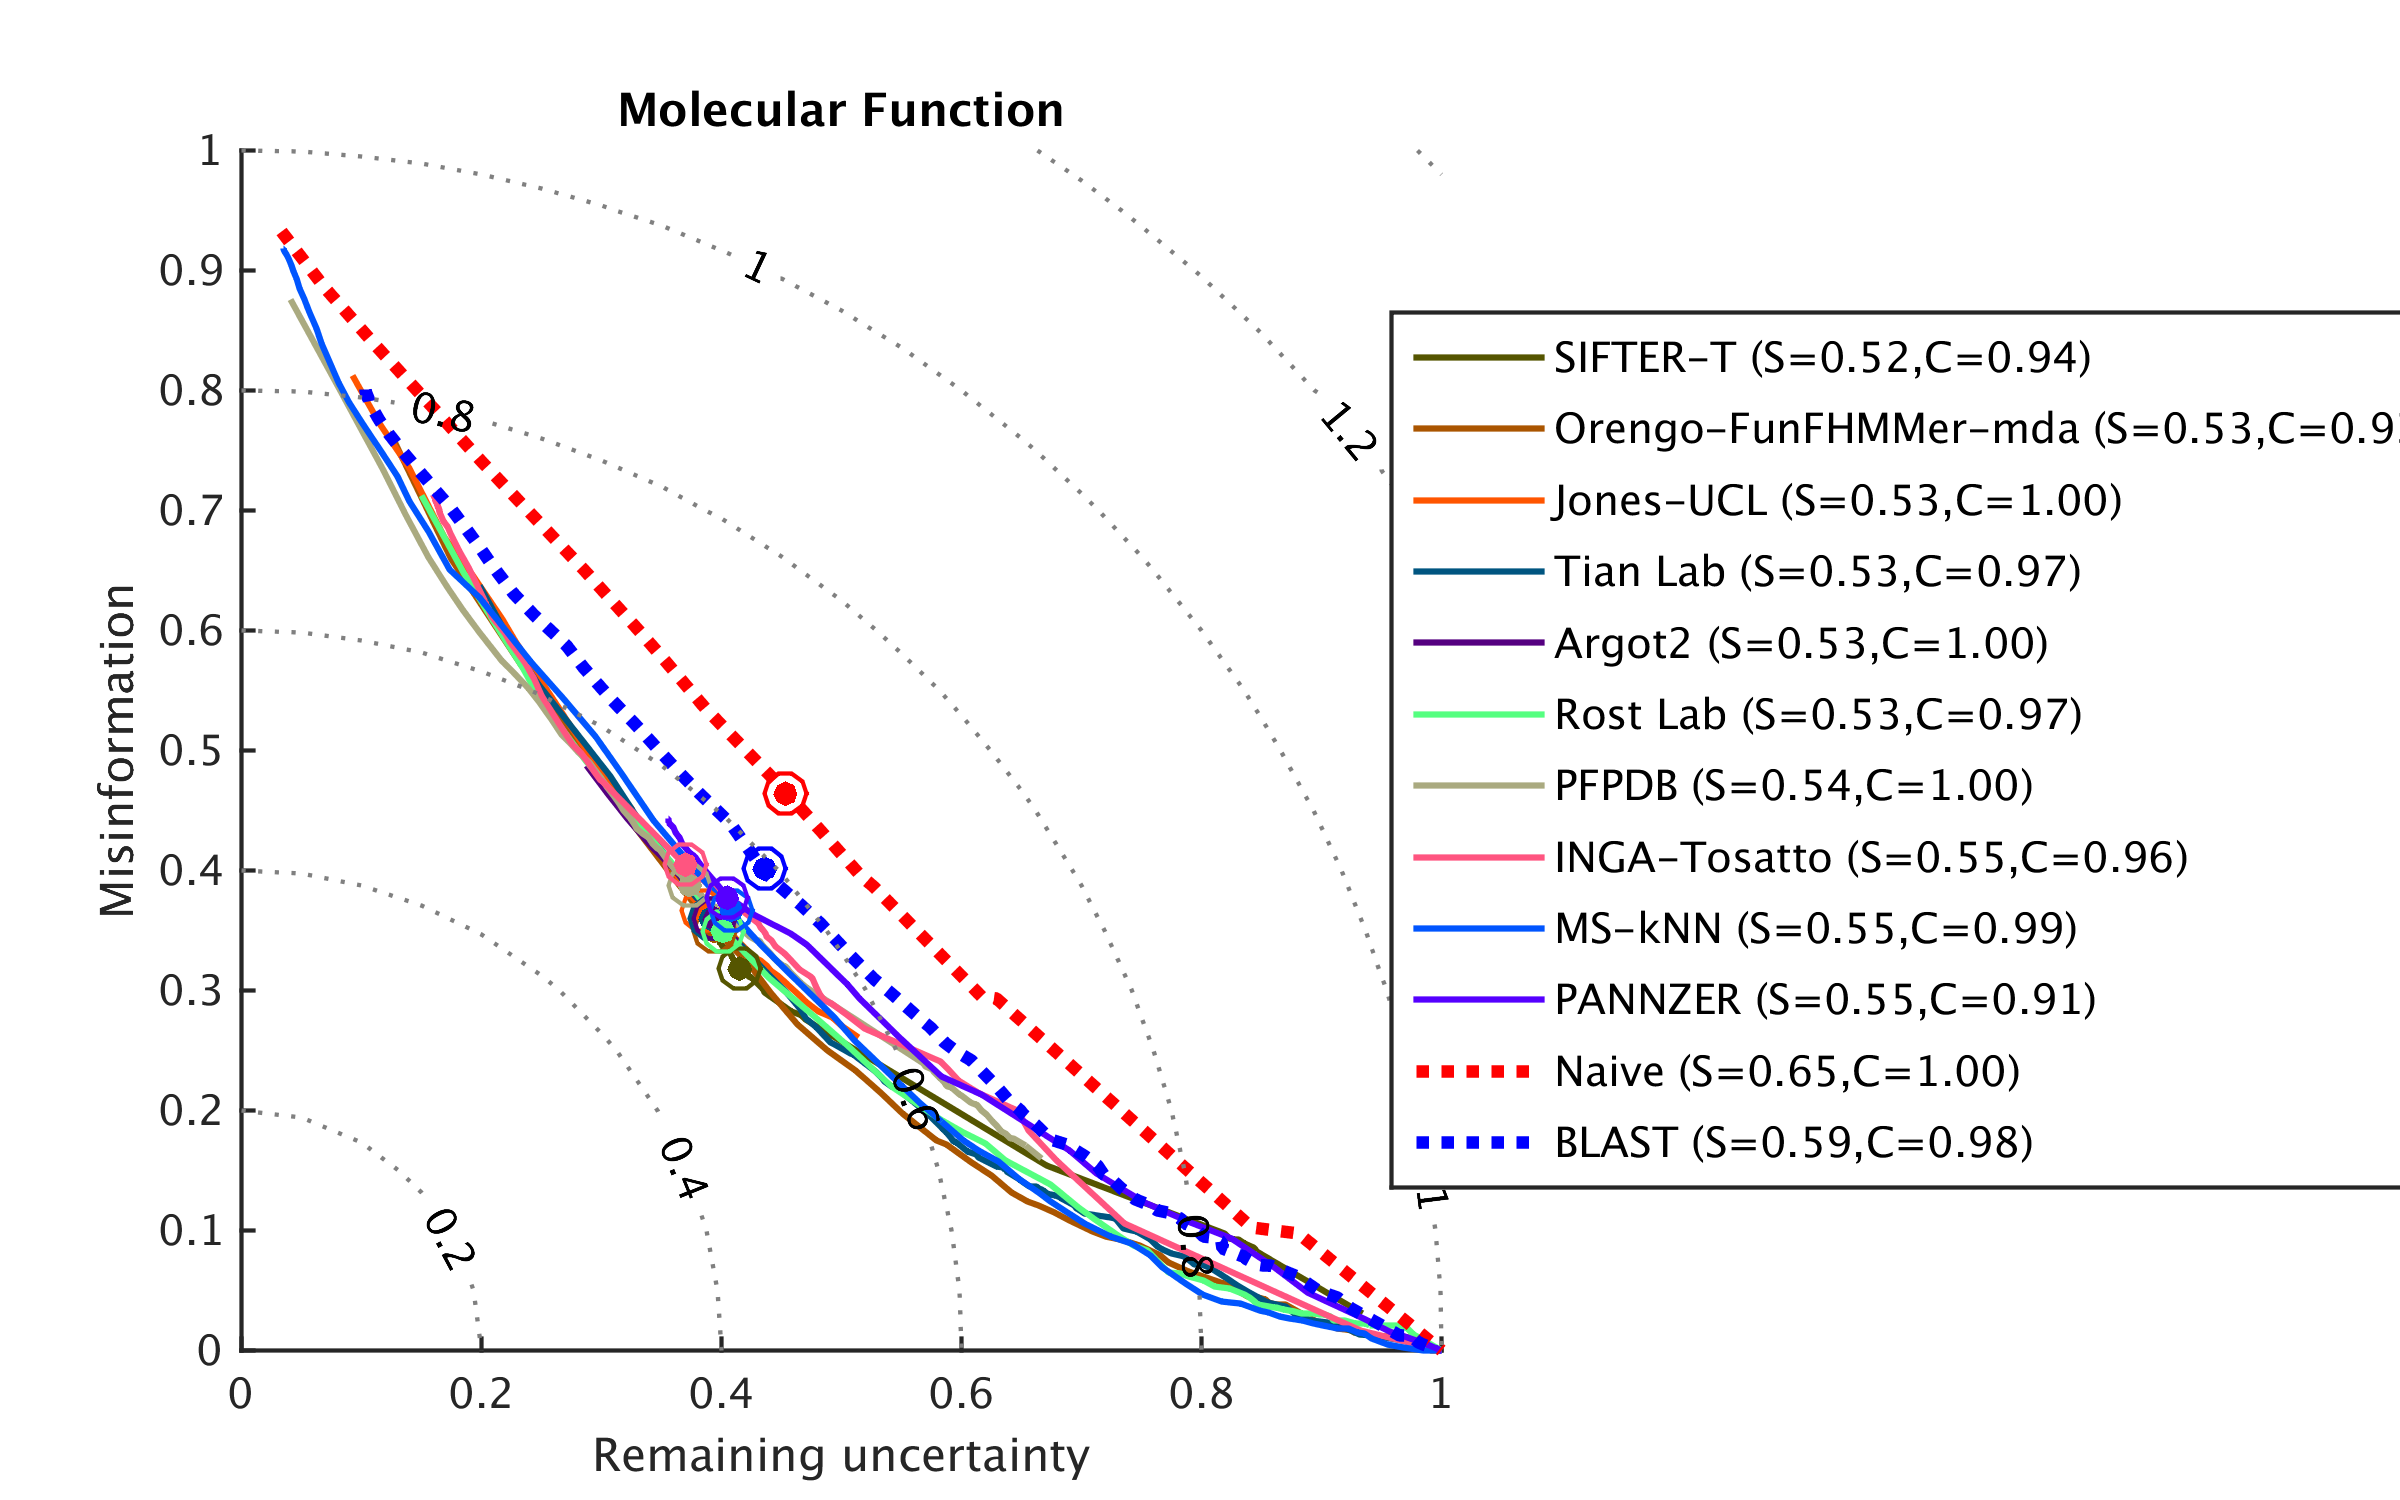 Molecular Function
1
0.9
0.8
0.7
0.6
0.5
0.4
0.3
0.2
0.1
0
Misinformation
0
0.2
0.4
0.6
0.8
1
Remaining uncertainty
1
0.8
1.2
0.6
0.4
0.2
0.8
1
SIFTER-T (S=0.52,C=0.94)
Orengo-FunFHMMer-mda (S=0.53,C=0.9
Jones-UCL (S=0.53,C=1.00)
Tian Lab (S=0.53,C=0.97)
Argot2 (S=0.53,C=1.00)
Rost Lab (S=0.53,C=0.97)
PFPDB (S=0.54,C=1.00)
INGA-Tosatto (S=0.55,C=0.96)
MS-kNN (S=0.55,C=0.99)
PANNZER (S=0.55,C=0.91)
Naive (S=0.65,C=1.00)
BLAST (S=0.59,C=0.98)